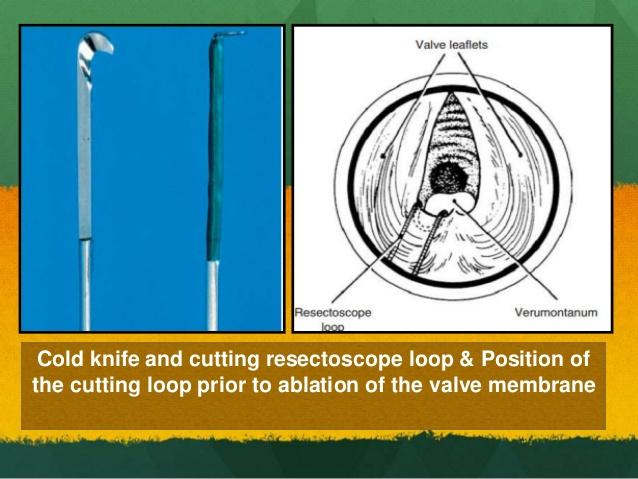 Valve leaflets
Resectoscope
loop
Verumontanum
Cold knife and cutting resectoscope loop & Position of
the cutting loop prior to ablation of the valve membrane